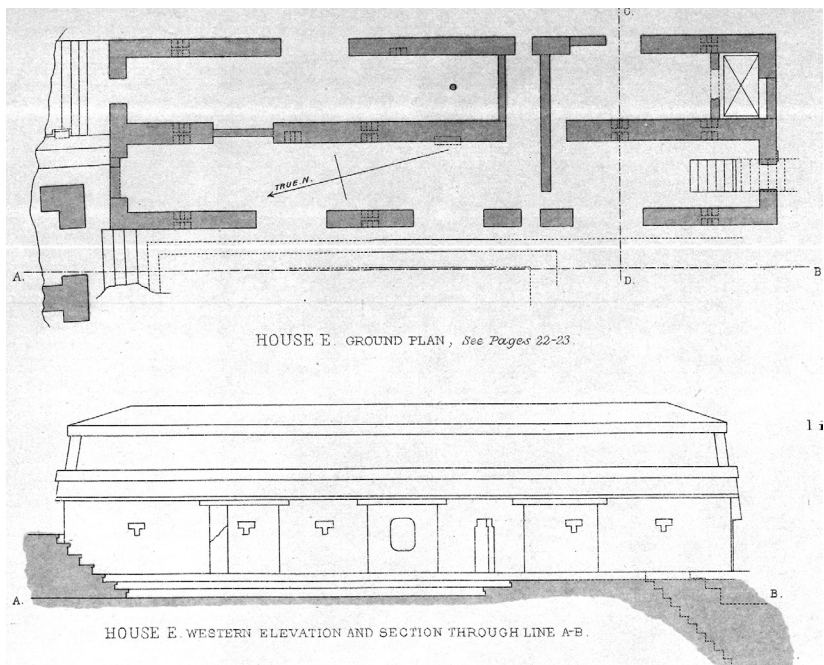 C.
TRUE N.
A. B
D.
HOUSE E. GROUND PLAN, See Pages 22-23.
A. B.
HOUSE E. WESTERN ELEVATION AND SECTION THROUGH LINE A-B.